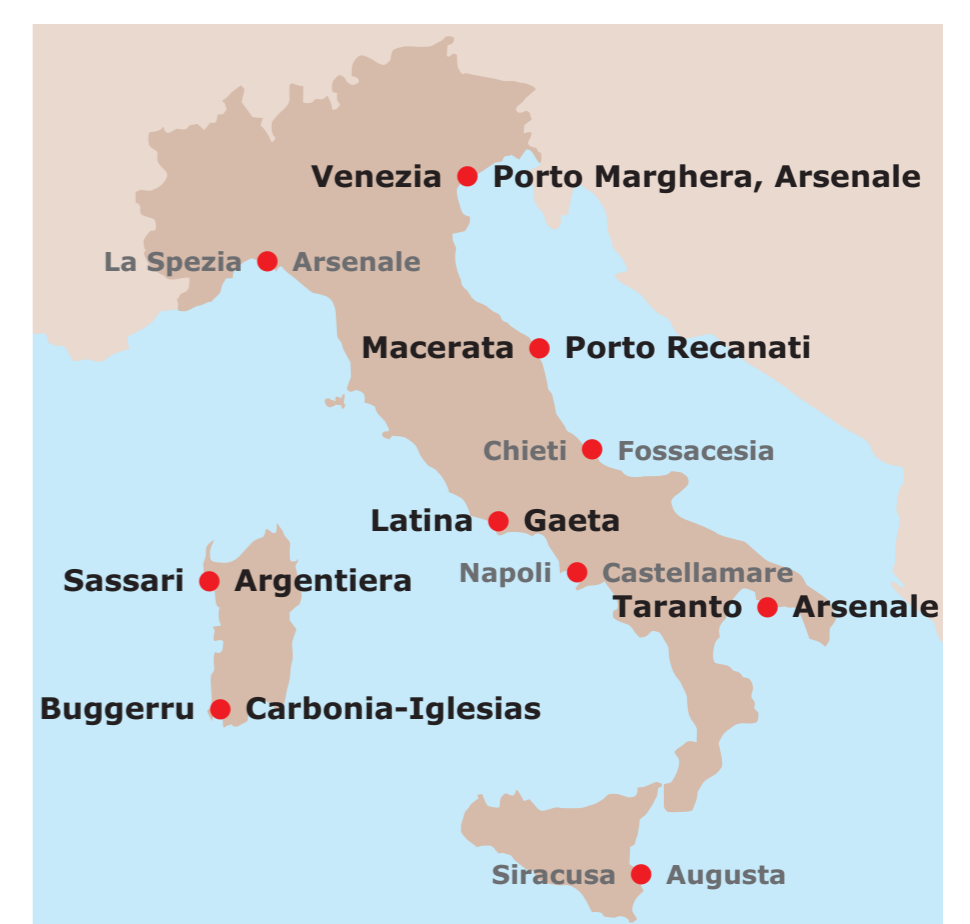 Venezia Porto Marghera, Arsenale
La Spezia Arsenale
Macerata Porto Recanati
Chieti Fossacesia
Latina Gaeta
Napoli Castellamare
Sassari Argentiera
Taranto Arsenale
Buggerru Carbonia-Iglesias
Siracusa Augusta